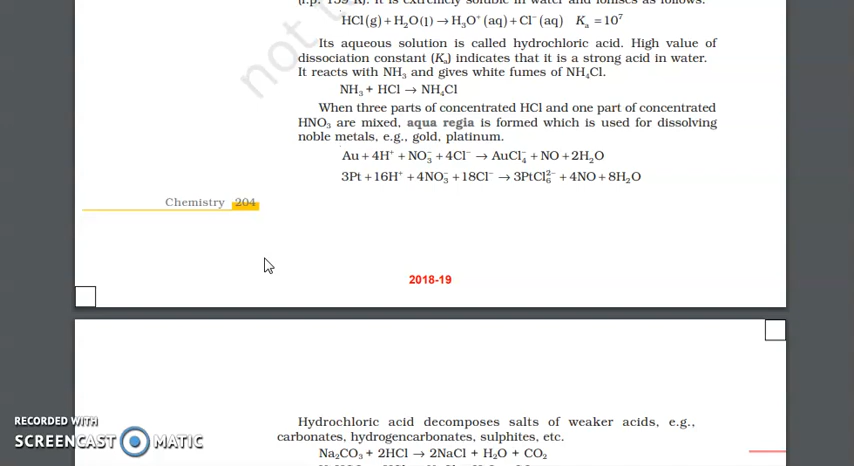 HCl(g)+H₂O(l)→H₃O⁺(aq)+Cl⁻(aq) Kₐ=10⁷
Its aqueous solution is called hydrochloric acid. High value of
dissociation constant (Kₐ) indicates that it is a strong acid in water.
It reacts with NH₃ and gives white fumes of NH₄Cl.
NH₃ + HCl → NH₄Cl
When three parts of concentrated HCl and one part of concentrated
HNO₃ are mixed, aqua regia is formed which is used for dissolving
noble metals, e.g., gold, platinum.
Au+4H⁺+NO₃⁻+4Cl⁻→AuCl₄⁻+NO+2H₂O
3Pt+16H⁺+4NO₃⁻+18Cl⁻→3PtCl₆²⁻+4NO+8H₂O
not
Chemistry 204
2018-19
Hydrochloric acid decomposes salts of weaker acids, e.g.,
carbonates, hydrogencarbonates, sulphites, etc.
Na₂CO₃ + 2HCl → 2NaCl + H₂O + CO₂
RECORDED WITH
SCREENCAST MATIC